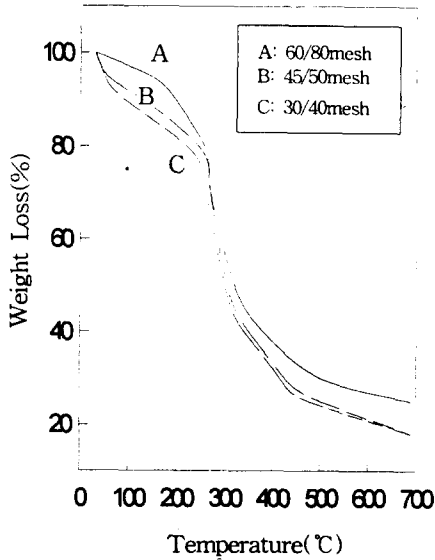 A: 60/80mesh
B: 45/50mesh
C: 30/40mesh
A
B
C
100
80
60
40
20
Weight Loss(%)
0 100 200 300 400 500 600 700
Temperature(℃)